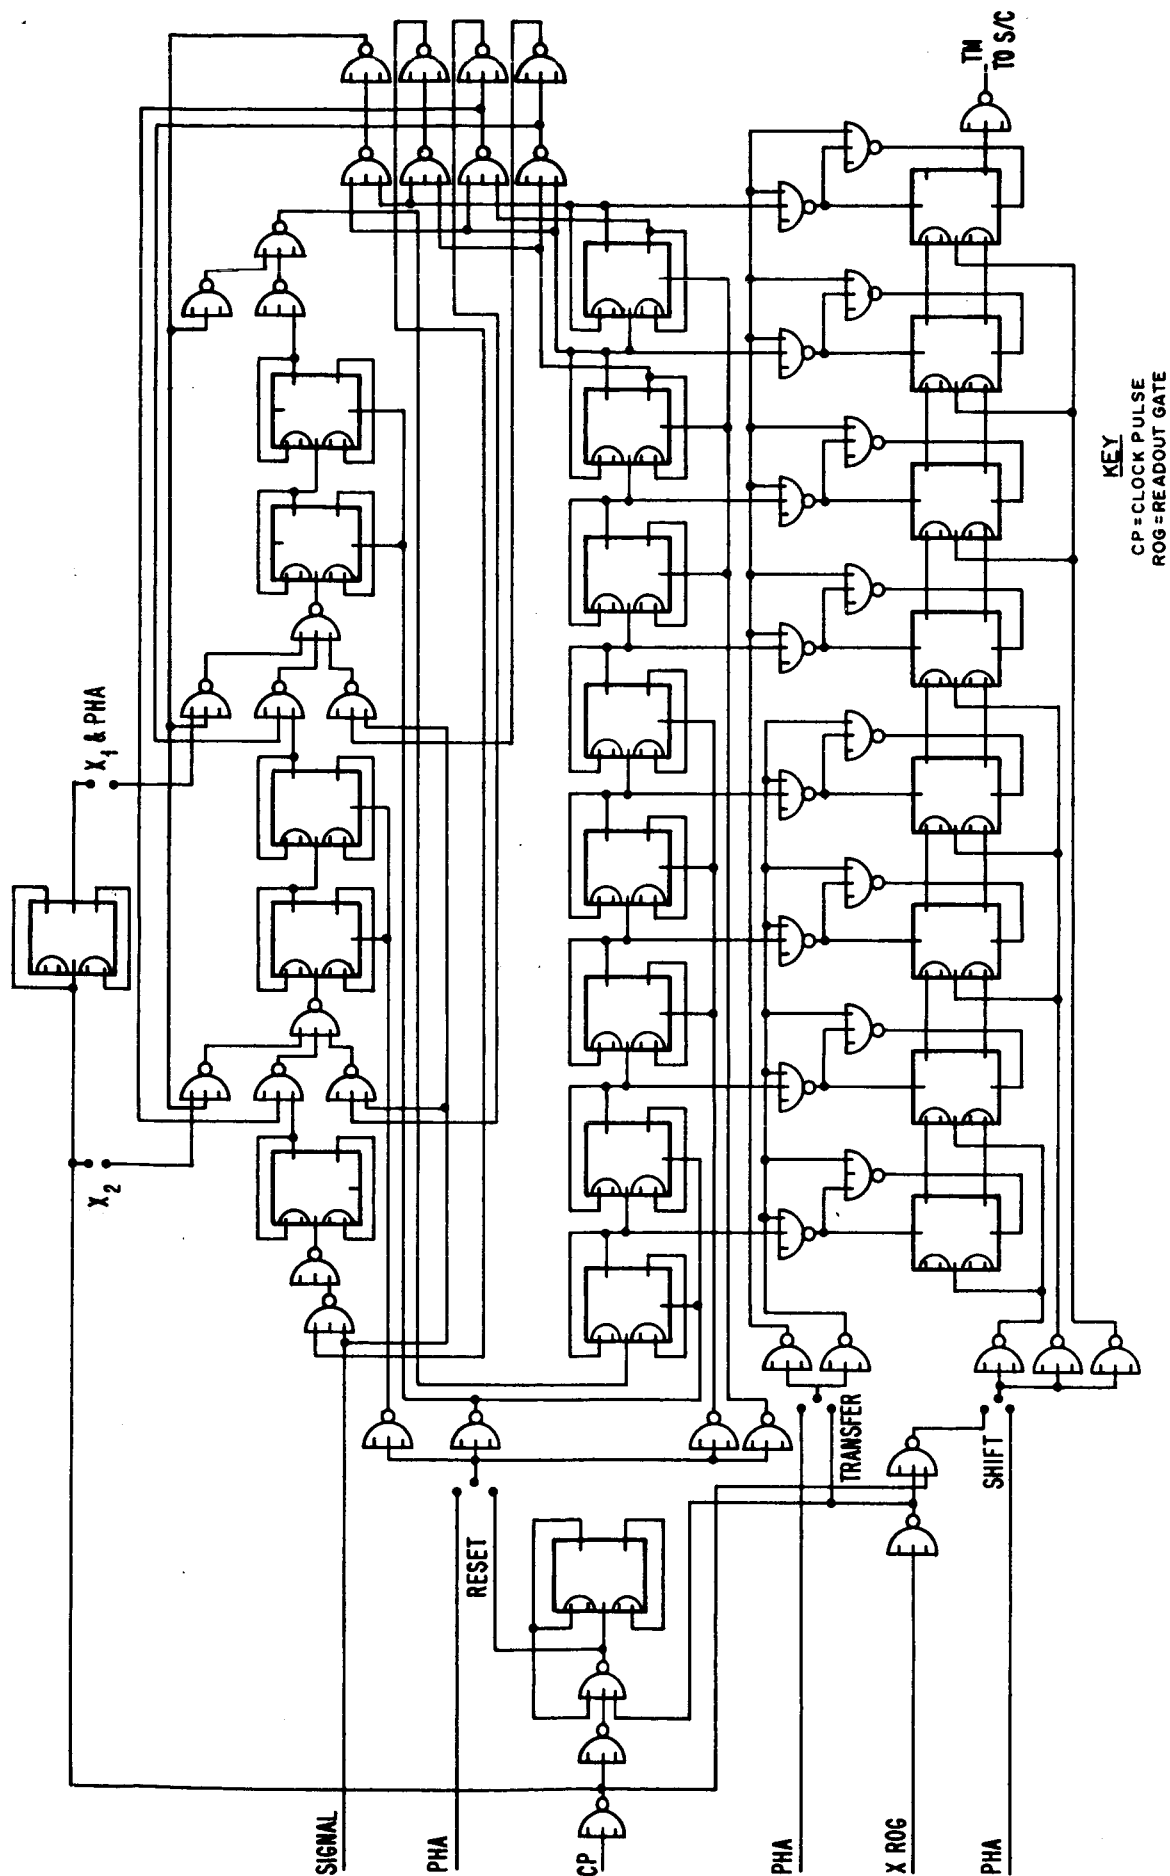 X₂
X₁ & PHA
TM
TO S/C
SIGNAL
PHA
RESET
CP
PHA
TRANSFER
X ROG
SHIFT
PHA
KEY
CP=CLOCK PULSE
ROG=READOUT GATE